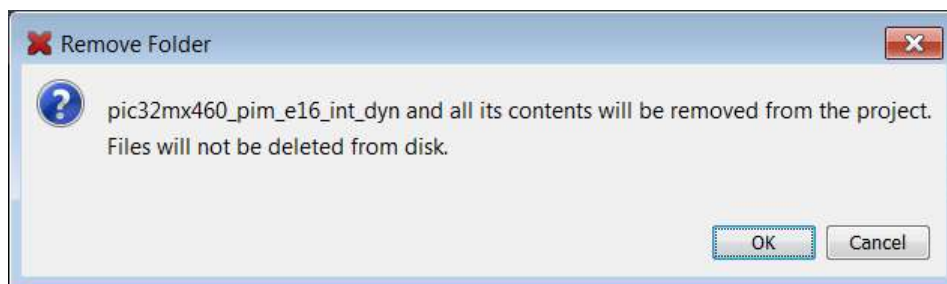 Remove Folder
pic32mx460_pim_e16_int_dyn and all its contents will be removed from the project.
Files will not be deleted from disk.
OK
Cancel